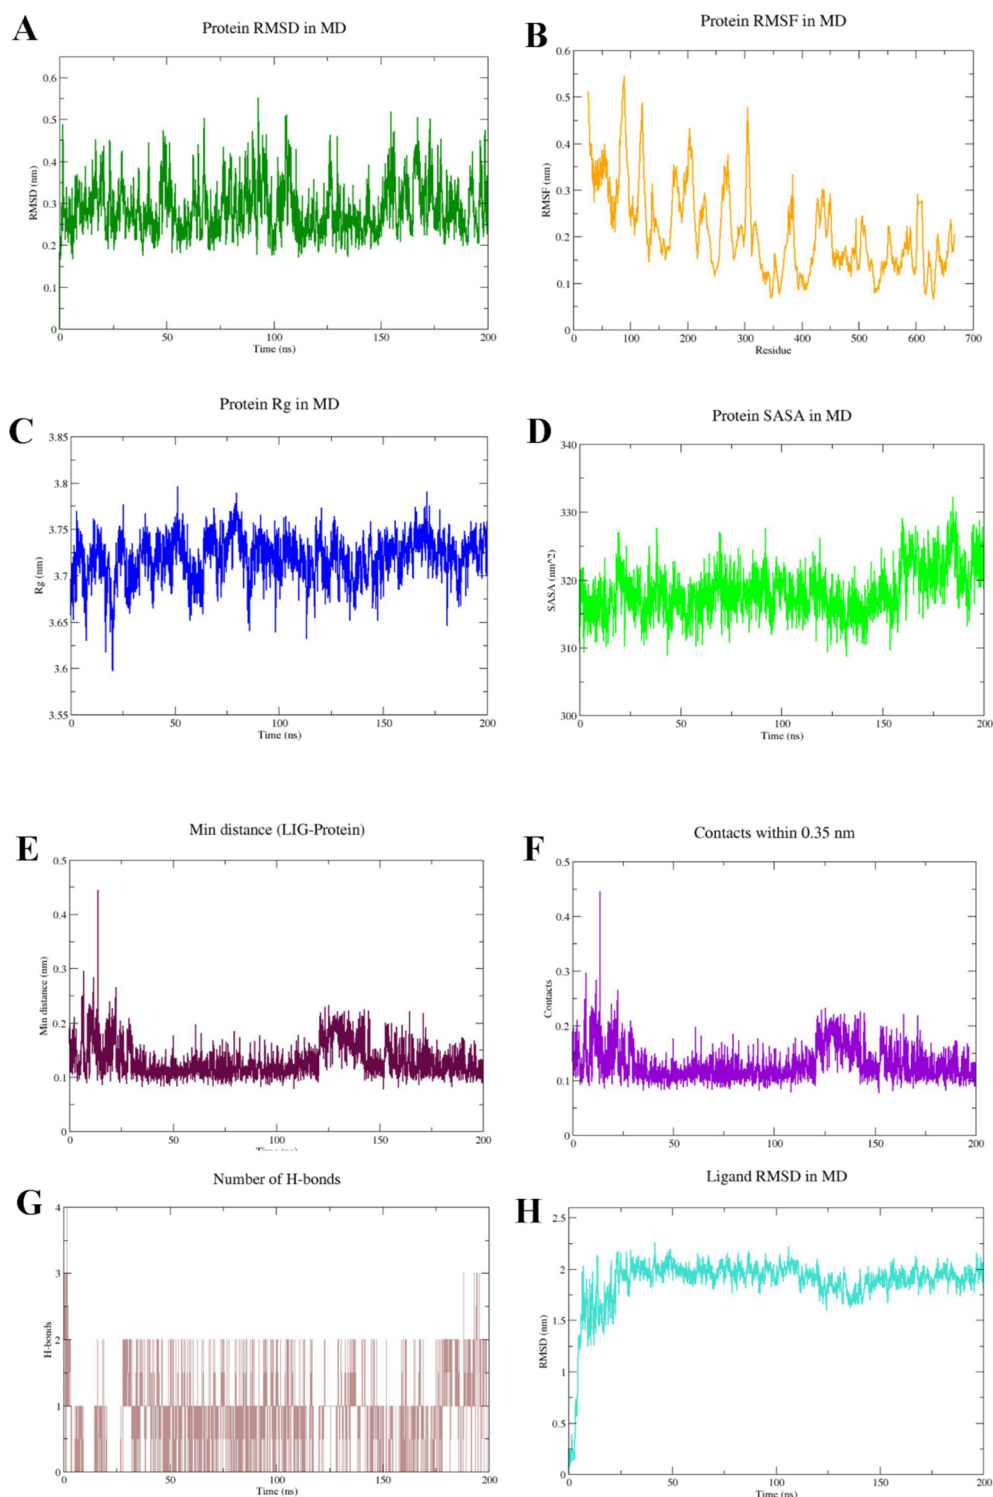 A
Protein RMSD in MD
0.6
0.5
0.4
0.3
0.2
0.1
0
RMSD (nm)
0
50
100
150
200
Time (ns)
B
Protein RMSF in MD
0.6
0.5
0.4
0.3
0.2
0.1
0
RMSF (nm)
0
100
200
300
400
500
600
700
Residue
C
Protein Rg in MD
3.85
3.8
3.75
3.7
3.65
3.6
3.55
Rg (nm)
0
50
100
150
200
Time (ns)
D
Protein SASA in MD
340
330
320
310
300
SASA (nm^2)
0
50
100
150
200
Time (ns)
E
Min distance (LIG-Protein)
0.5
0.4
0.3
0.2
0.1
0
Min distance (nm)
0
50
100
150
200
Time (ns)
F
Contacts within 0.35 nm
0.5
0.4
0.3
0.2
0.1
0
Contacts
0
50
100
150
200
Time (ns)
G
Number of H-bonds
4
3
2
1
0
H-bonds
0
50
100
150
200
Time (ns)
H
Ligand RMSD in MD
2.5
2
1.5
1
0.5
0
RMSD (nm)
0
50
100
150
200
Time (ns)